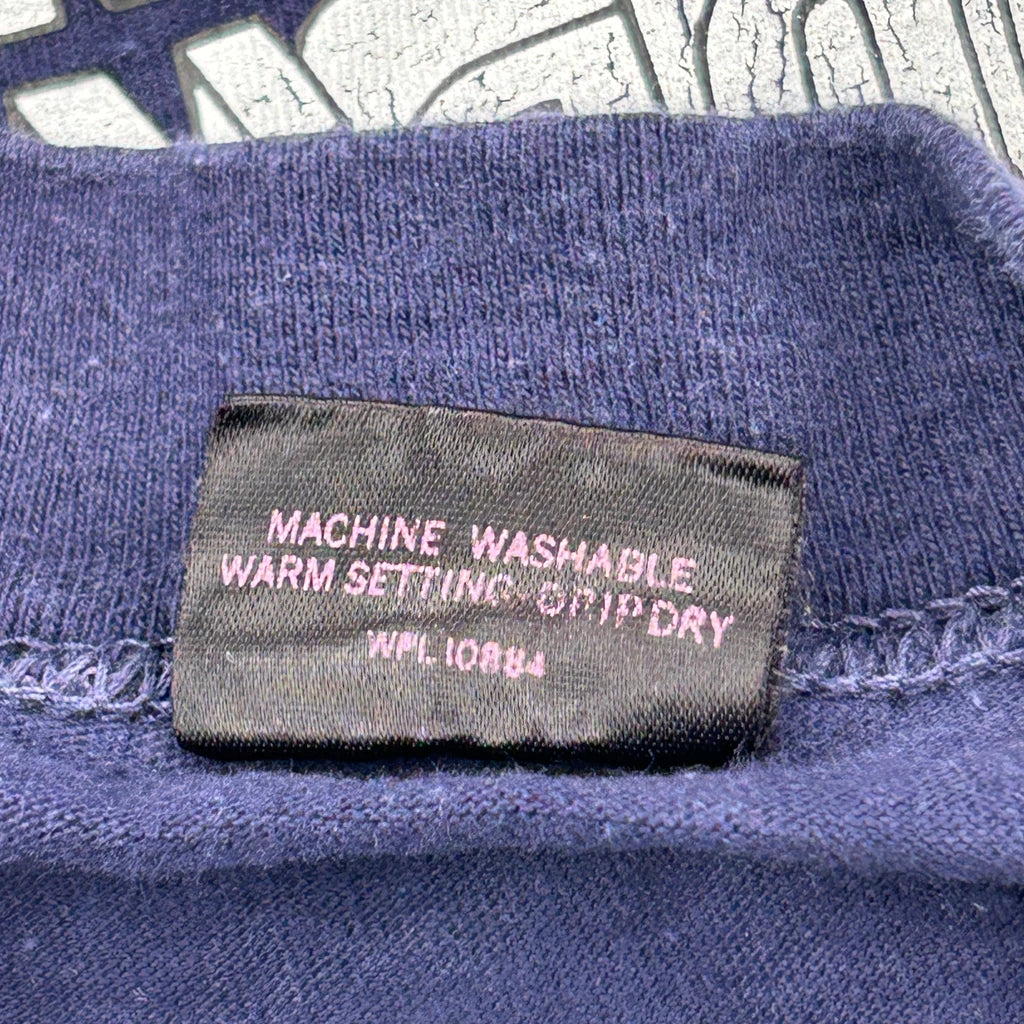 MACHINE WASHABLE
WARM SETTING-DRIP DRY
WPL 10884